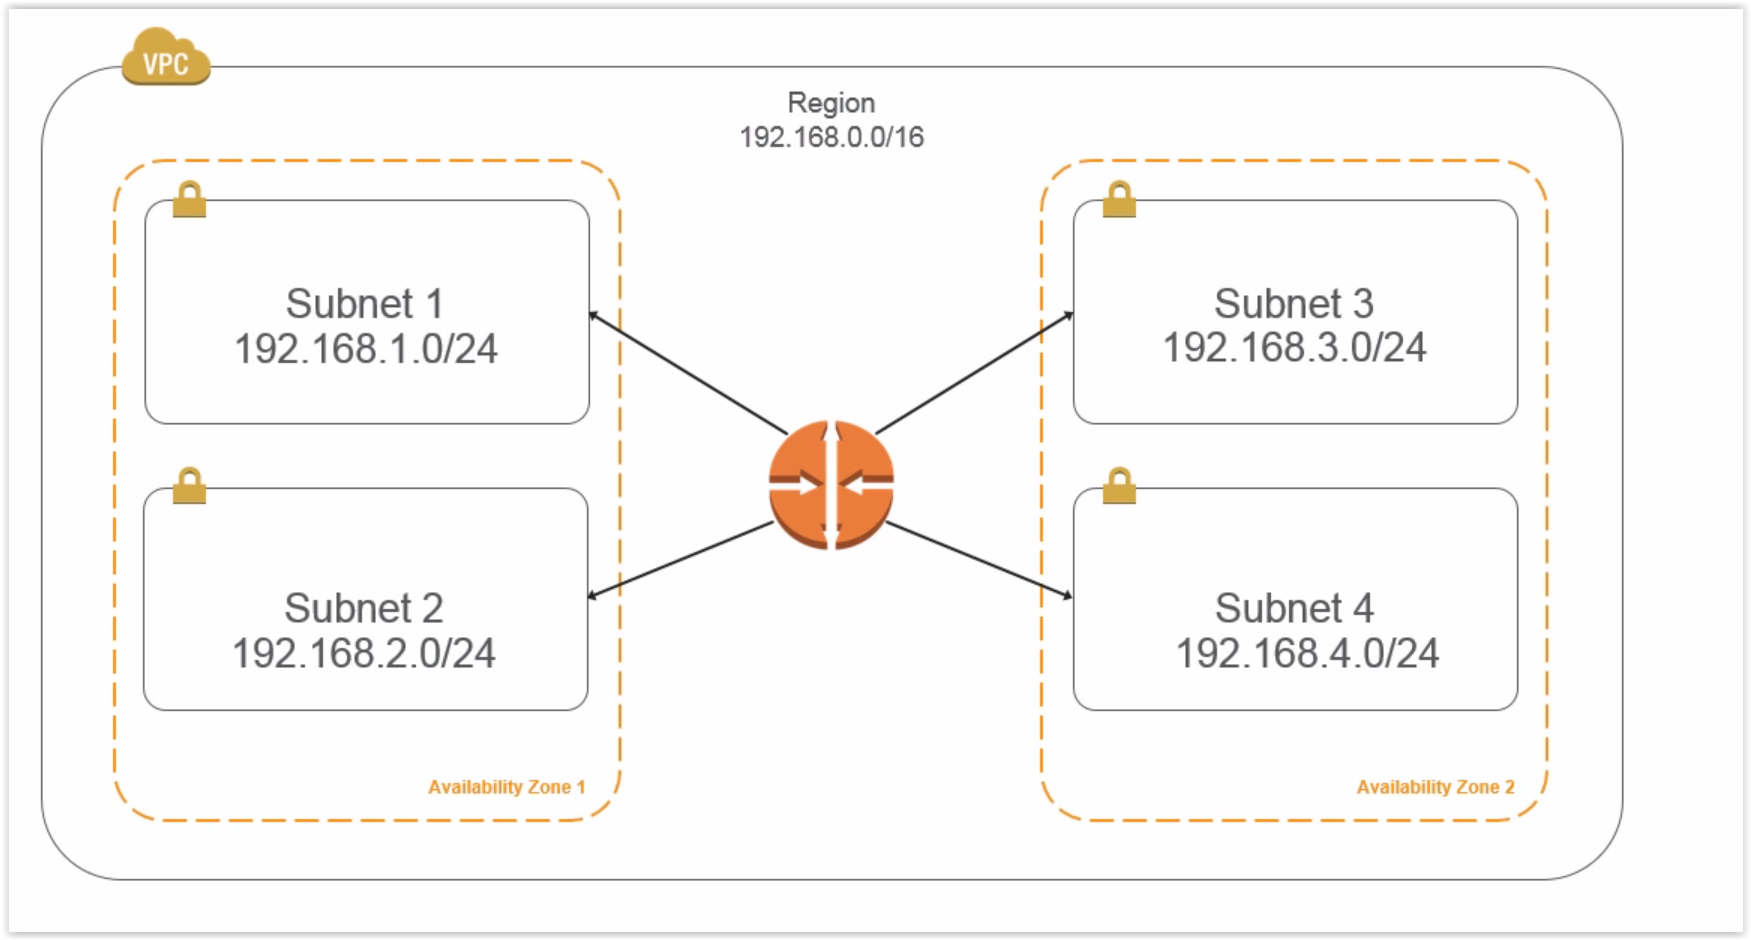 VPC
Region
192.168.0.0/16
Subnet 1
192.168.1.0/24
Subnet 2
192.168.2.0/24
Availability Zone 1
Subnet 3
192.168.3.0/24
Subnet 4
192.168.4.0/24
Availability Zone 2